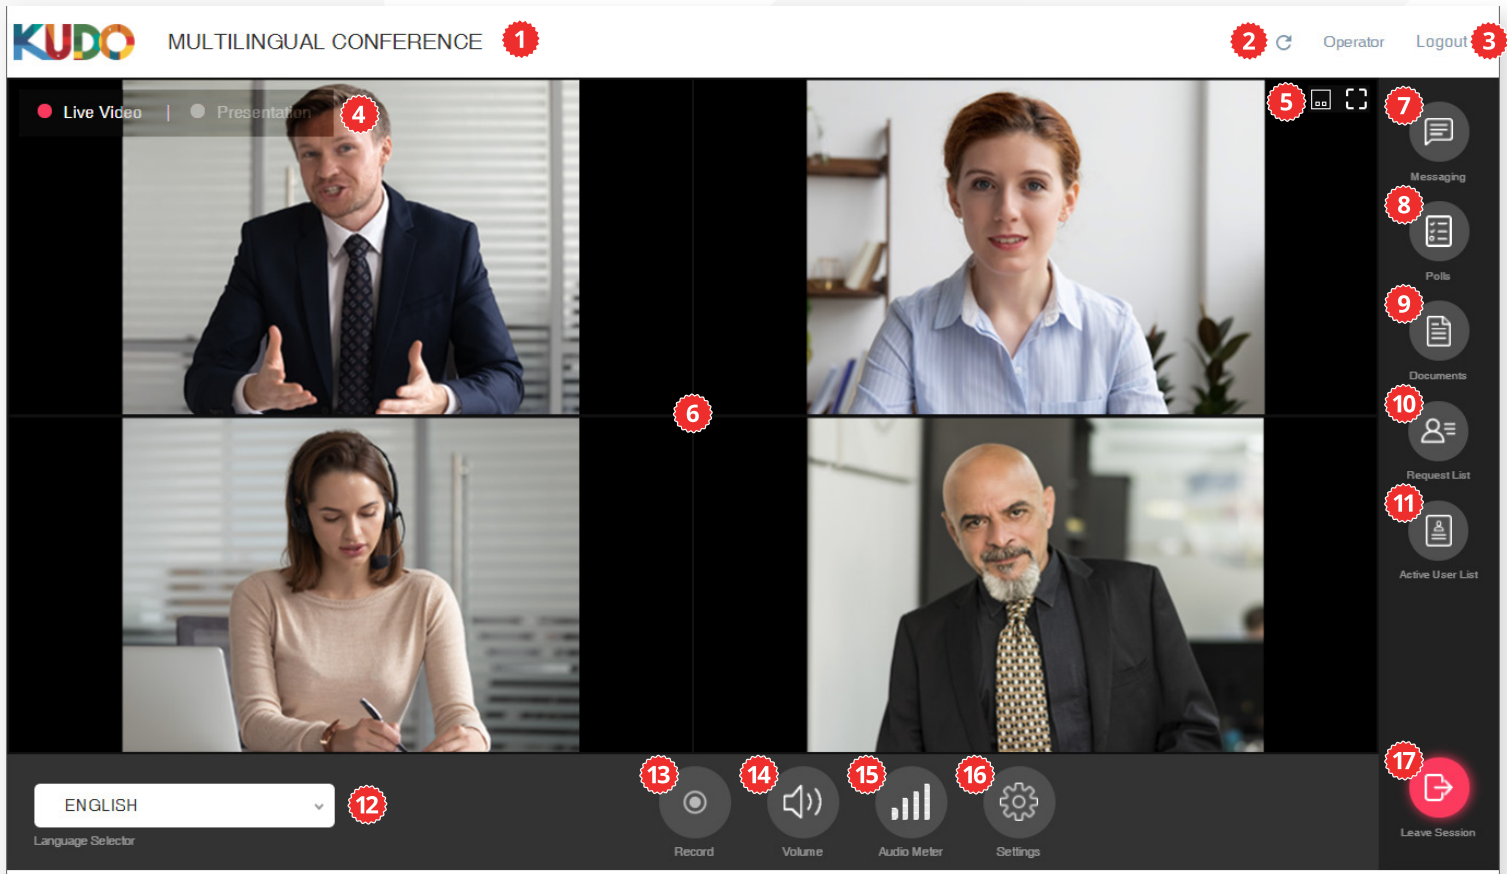 KUDO
MULTILINGUAL CONFERENCE
1
2
Operator
Logout
3
Live Video | Presentation
4
5
6
7
Messaging
8
Polls
9
Documents
10
Request List
11
Active User List
ENGLISH
Language Selector
12
13
Record
14
Volume
15
Audio Meter
16
Settings
17
Leave Session